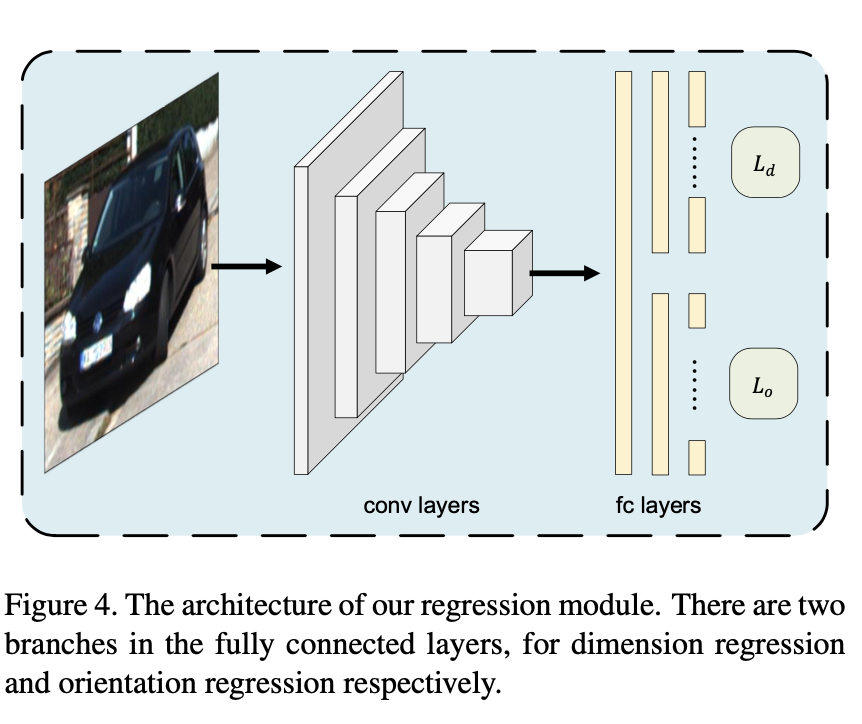 L_d
L_o
conv layers
fc layers
Figure 4. The architecture of our regression module. There are two
branches in the fully connected layers, for dimension regression
and orientation regression respectively.